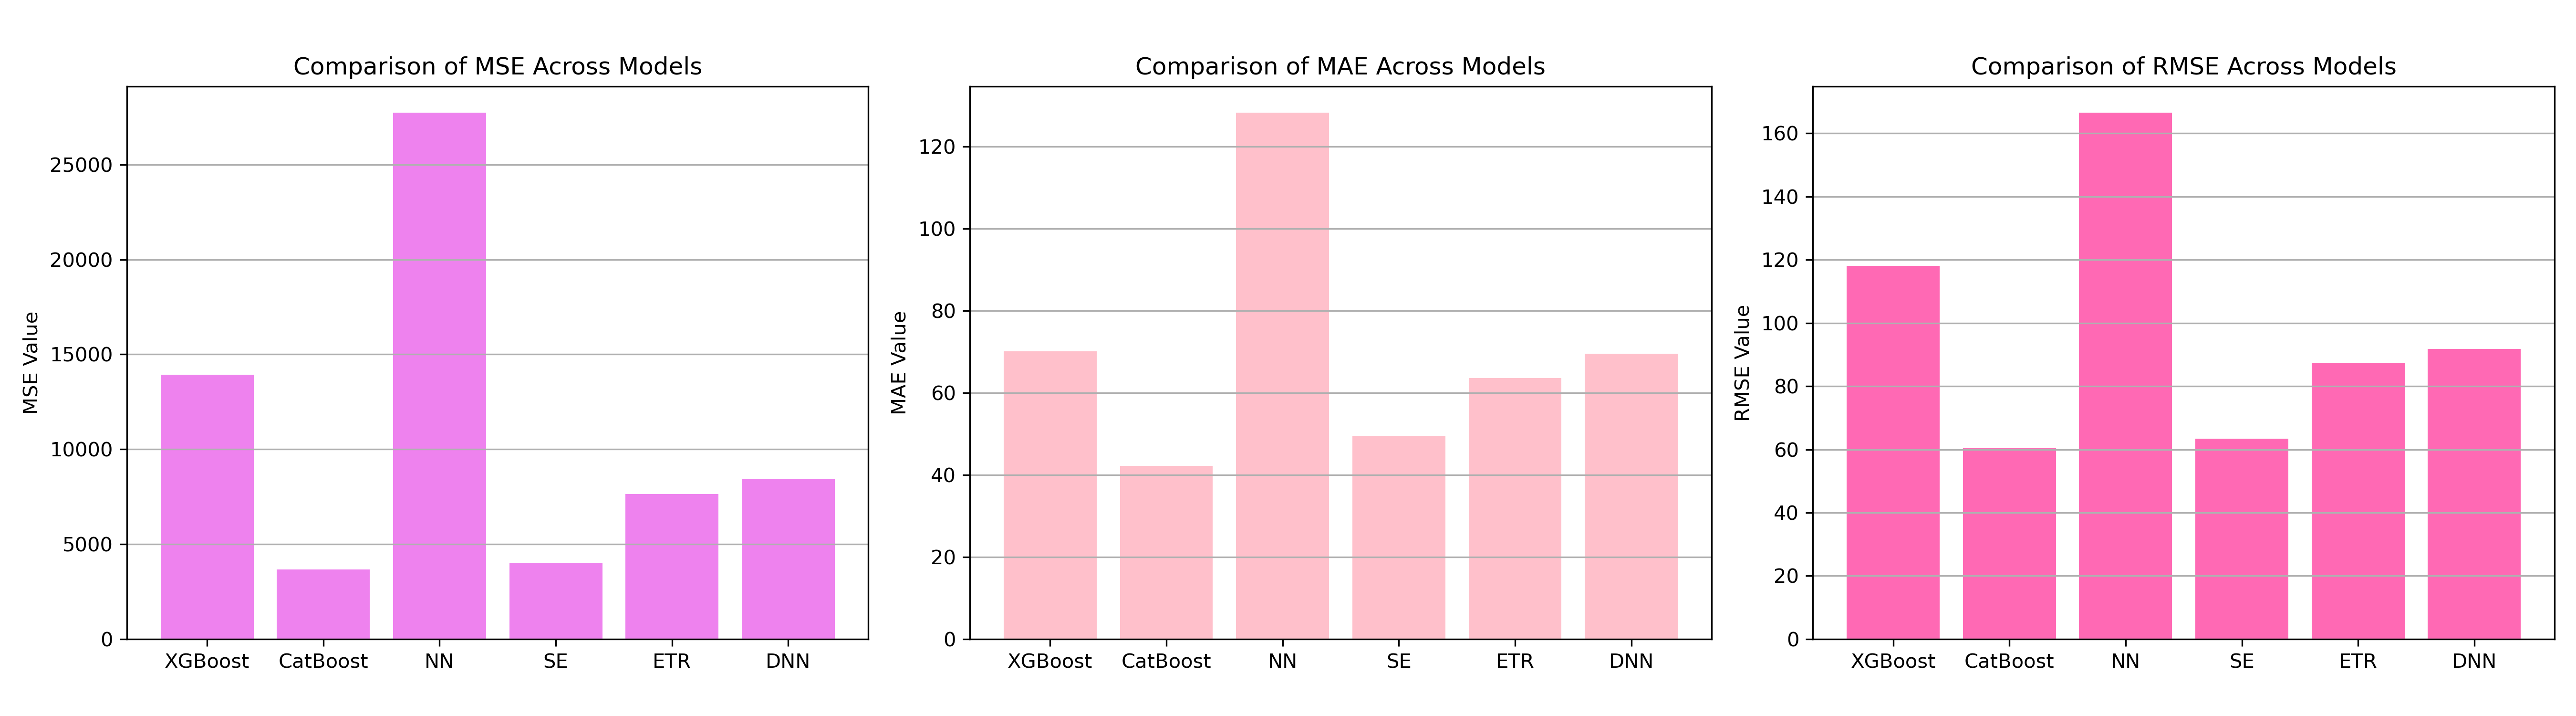 Comparison of MSE Across Models
MSE Value
25000
20000
15000
10000
5000
0
XGBoost CatBoost NN SE ETR DNN
Comparison of MAE Across Models
MAE Value
120
100
80
60
40
20
0
XGBoost CatBoost NN SE ETR DNN
Comparison of RMSE Across Models
RMSE Value
160
140
120
100
80
60
40
20
0
XGBoost CatBoost NN SE ETR DNN